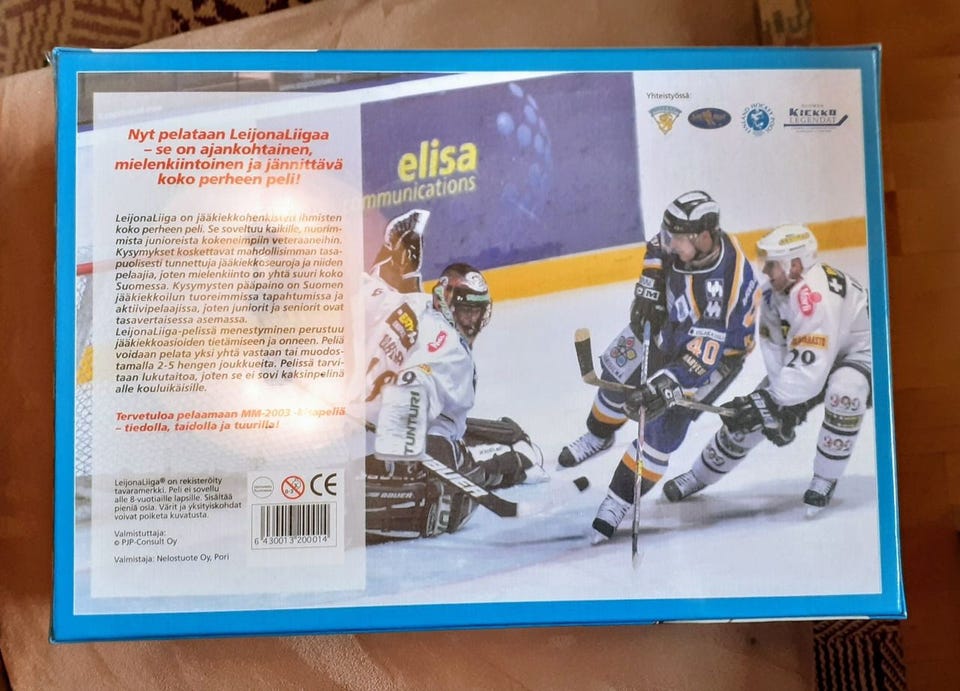 Nyt pelataan LeijonaLiigaa
– se on ajankohtainen,
mielenkiintoinen ja jännittävä
koko perheen peli!
LeijonaLiiga on jääkiekkohenkisten ihmisten
koko perheen peli. Se soveltuu kaikille, nuorim-
mista junioreista kokeneimpiin veteraaneihin.
Kysymykset koskettavat mahdollisimman tasa-
puolisesti tunnettuja jääkiekkoseuroja ja niiden
pelaajia, joten mielenkiinto on yhtä suuri koko
Suomessa. Kysymysten pääpaino on Suomen
jääkiekkoilun tuoreimmissa tapahtumissa ja
aktiivipelaajissa, joten juniorit ja seniorit ovat
tasavertaisessa asemassa.
LeijonaLiiga-pelissä menestyminen perustuu
jääkiekkoasioiden tietämiseen ja onneen. Peliä
voidaan pelata yksi yhtä vastaan tai muodos-
tamalla 2-5 hengen joukkueita. Pelissä tarvi-
taan lukutaitoa, joten se ei sovi kaksinpelinä
alle kouluikäisille.
Tervetuloa pelaamaan MM-2003 -kisapeliä
– tiedolla, taidolla ja tuurilla!
LeijonaLiiga® on rekisteröity
tavaramerkki. Peli ei sovellu
alle 8-vuotiaille lapsille. Sisältää
pieniä osia. Värit ja yksityiskohdat
voivat poiketa kuvatusta.
Valmistuttaja:
© PJP-Consult Oy
Valmistaja: Nelostuote Oy, Pori
0-3
CE
6 430013 200014
elisa
communications
Yhteistyössä:
KIEKKO
LEGENDAT
40
20
9
TUNTURI
BAUER